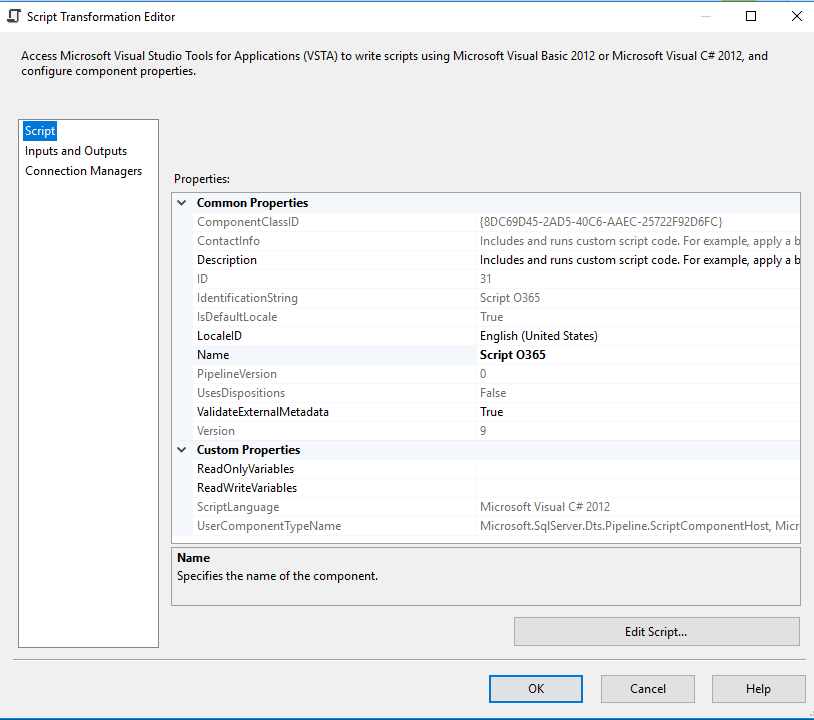 Script Transformation Editor
Access Microsoft Visual Studio Tools for Applications (VSTA) to write scripts using Microsoft Visual Basic 2012 or Microsoft Visual C# 2012, and
configure component properties.
Script
Inputs and Outputs
Connection Managers
Properties:
Common Properties
ComponentClassID {8DC69D45-2AD5-40C6-AAEC-25722F92D6FC}
ContactInfo Includes and runs custom script code. For example, apply a b
Description Includes and runs custom script code. For example, apply a b
ID 31
IdentificationString Script O365
IsDefaultLocale True
LocaleID English (United States)
Name Script O365
PipelineVersion 0
UsesDispositions False
ValidateExternalMetadata True
Version 9
Custom Properties
ReadOnlyVariables
ReadWriteVariables
ScriptLanguage Microsoft Visual C# 2012
UserComponentTypeName Microsoft.SqlServer.Dts.Pipeline.ScriptComponentHost, Micr
Name
Specifies the name of the component.
Edit Script...
OK Cancel Help